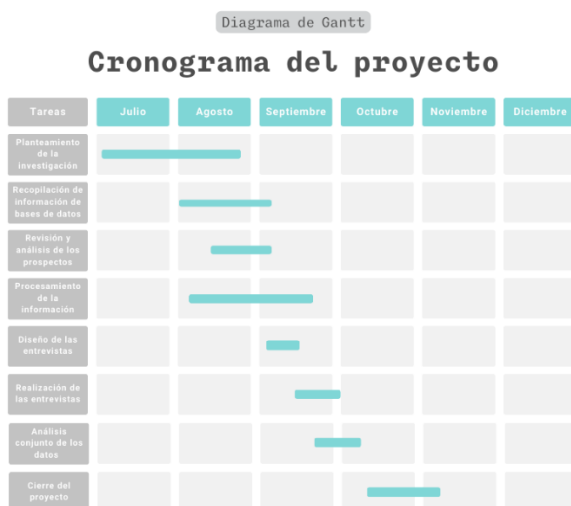 Diagrama de Gantt
Cronograma del proyecto
Tareas Julio Agosto Septiembre Octubre Noviembre Diciembre
Planteamiento
de la
investigación
Recopilación de
información de
bases de datos
Revisión y
análisis de los
prospectos
Procesamiento
de la
información
Diseño de las
entrevistas
Realización de
las entrevistas
Análisis
conjunto de los
datos
Cierre del
proyecto